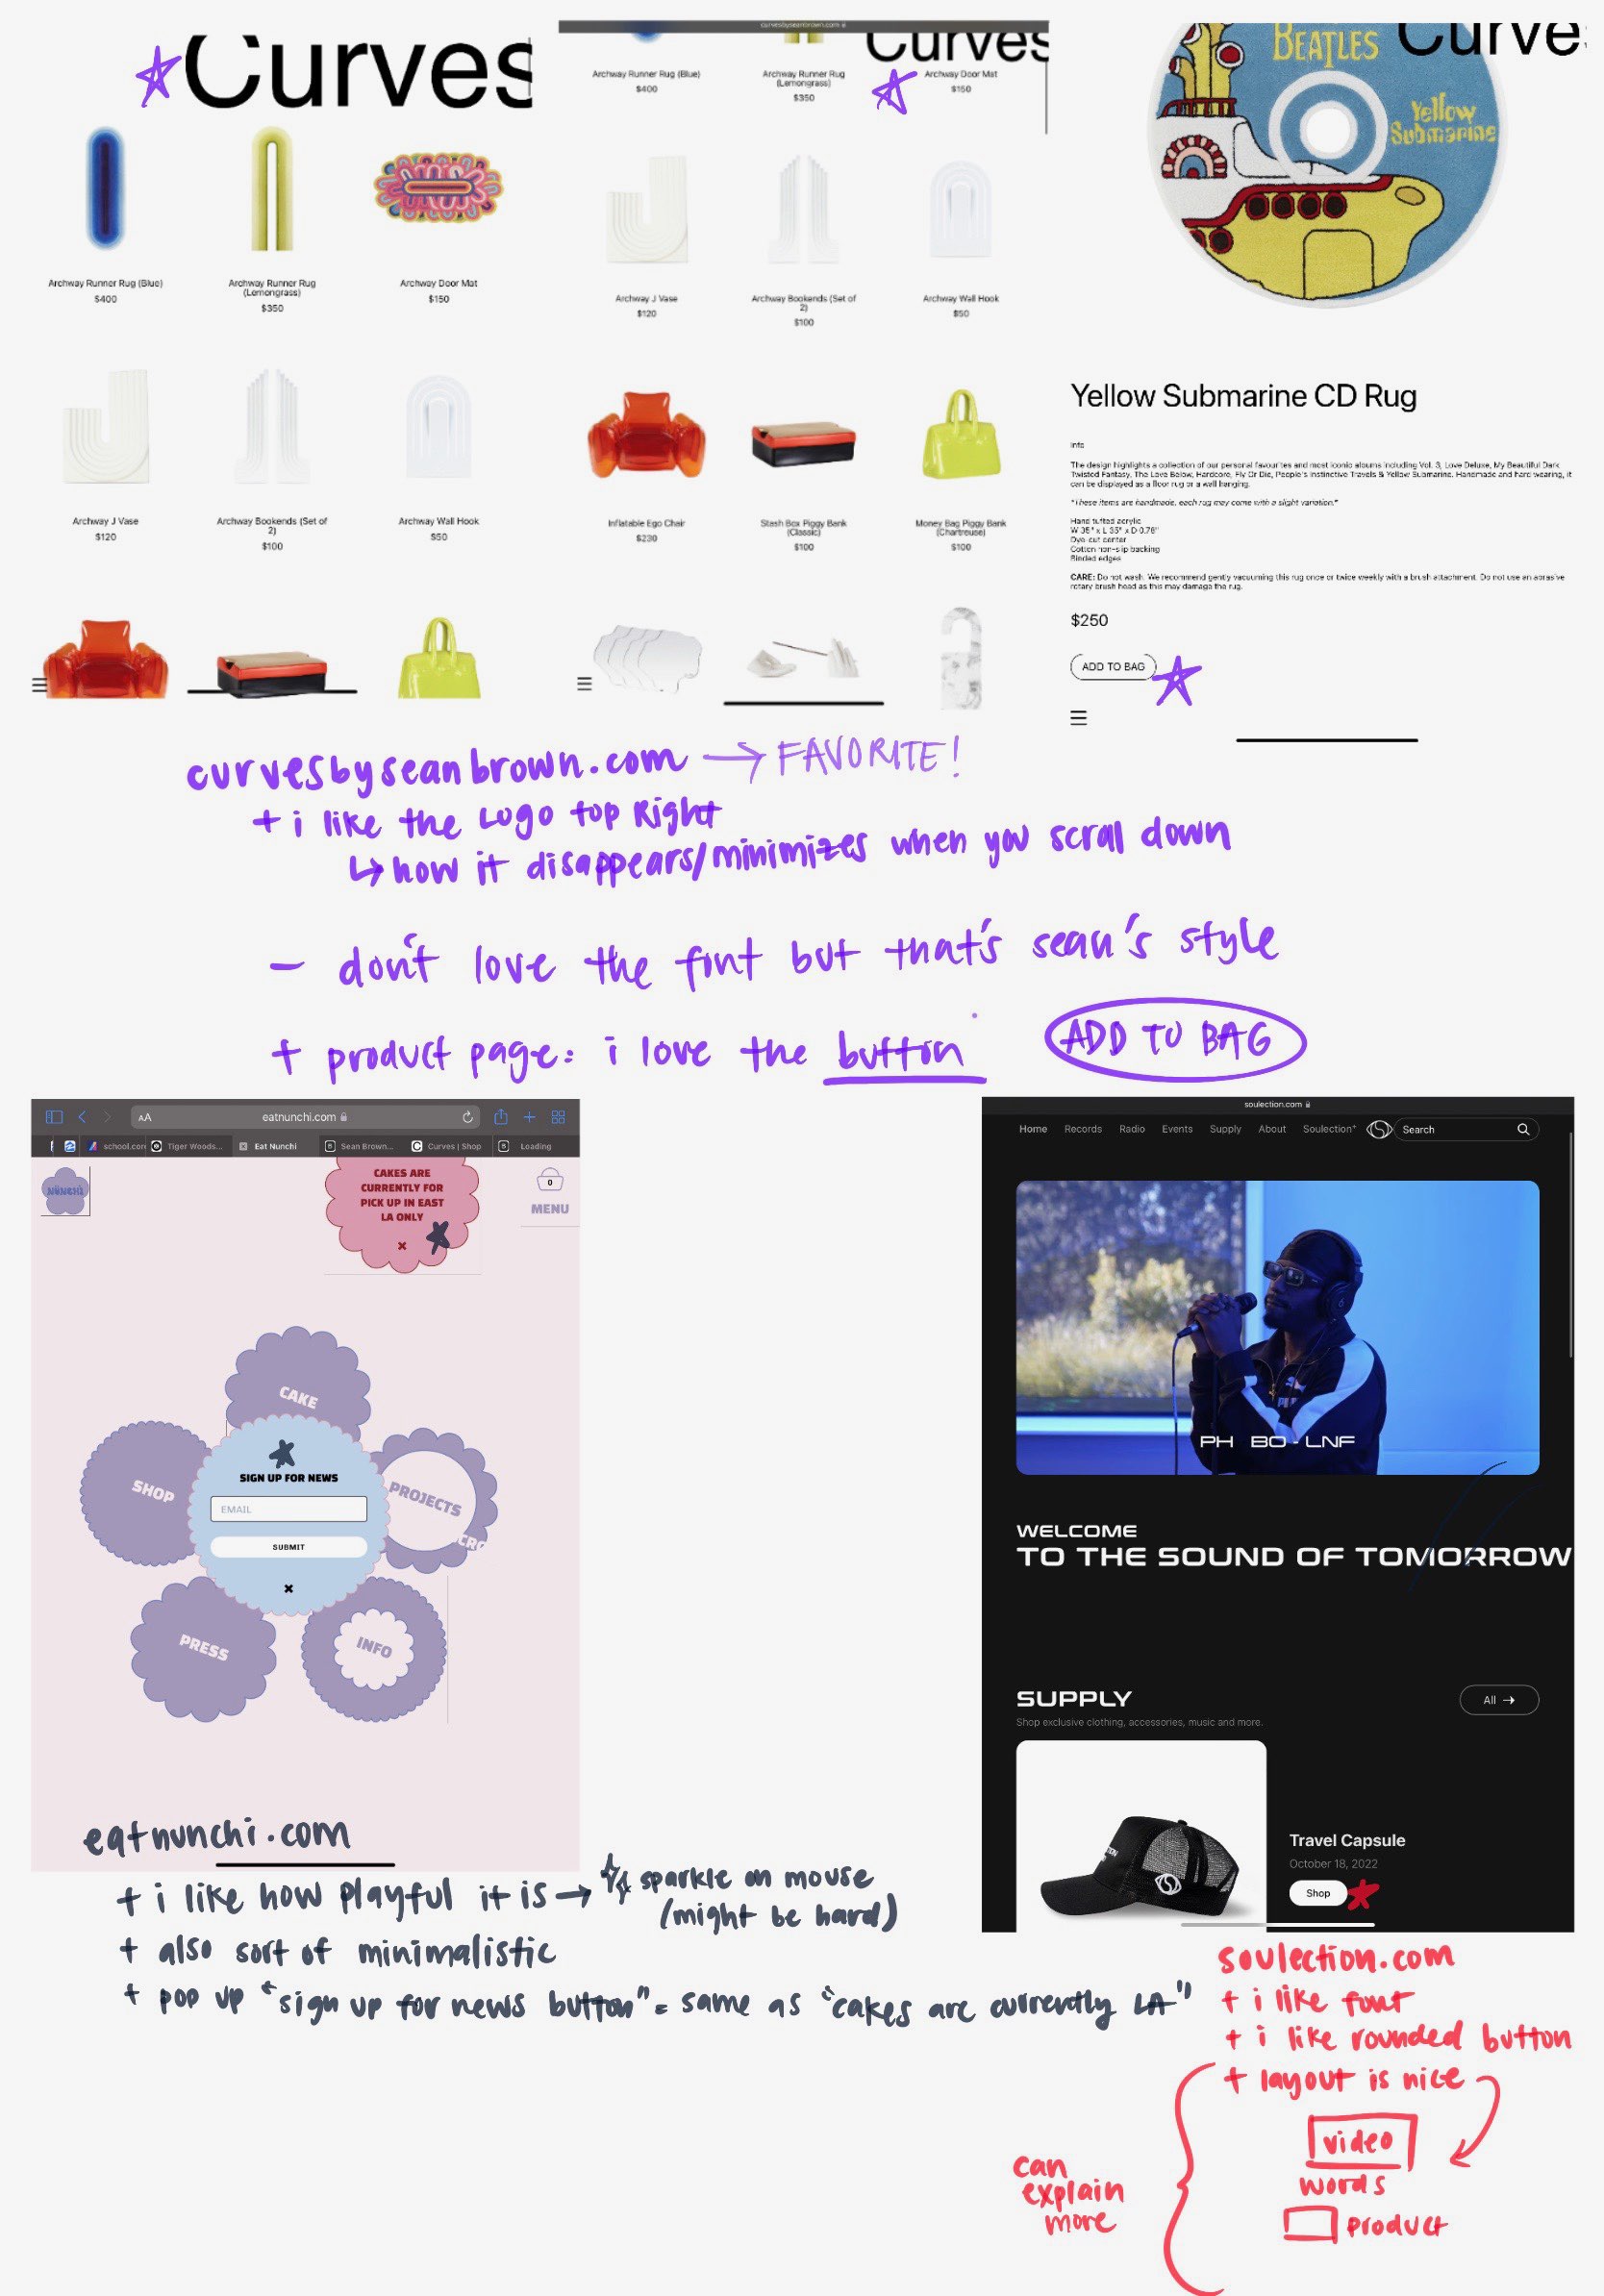 Curves
Archway Runner Rug (Blue)
$400
Archway Runner Rug
(Lemongrass)
$350
Archway Door Mat
$150
Archway J Vase
$120
Archway Bookends (Set of
2)
$100
Archway Wall Hook
$50
curvesbyseanbrown.com
Curves
Archway Runner Rug (Blue)
$400
Archway Runner Rug
(Lemongrass)
$350
Archway Door Mat
$150
Archway J Vase
$120
Archway Bookends (Set of
2)
$100
Archway Wall Hook
$50
Inflatable Ego Chair
$230
Stash Box Piggy Bank
(Classic)
$100
Money Bag Piggy Bank
(Chartreuse)
$100
BEATLES
Curve
Yellow
Submarine
Yellow Submarine CD Rug
Info
The design highlights a collection of our personal favourites and most iconic albums including Vol. 3, Love Deluxe, My Beautiful Dark
Twisted Fantasy, The Love Below, Hardcore, Fly Or Die, People's Instinctive Travels & Yellow Submarine. Handmade and hard wearing, it
can be displayed as a floor rug or a wall hanging.
*These items are handmade, each rug may come with a slight variation.*
Hand tufted acrylic
W 35" x L 35" x D 0.78"
Dye-cut center
Cotton non-slip backing
Binded edges
CARE: Do not wash. We recommend gently vacuuming this rug once or twice weekly with a brush attachment. Do not use an abrasive
rotary brush head as this may damage the rug.
$250
ADD TO BAG
curvesbyseanbrown.com → FAVORITE!
+ i like the Logo top Right
↳ how it disappears/minimizes when you scral down
- don't love the font but that's sean's style
+ product page: i love the button ADD TO BAG
AA
eatnunchi.com
school.com
Tiger Woods...
Eat Nunchi
Sean Brown...
Curves | Shop
Loading
NÜNCHI
CAKES ARE
CURRENTLY FOR
PICK UP IN EAST
LA ONLY
×
0
MENU
CAKE
SHOP
SIGN UP FOR NEWS
EMAIL
SUBMIT
×
PROJECTS
PRESS
INFO
eatnunchi.com
+ i like how playful it is → sparkle on mouse
(might be hard)
+ also sort of minimalistic
+ pop up "sign up for news button" = same as "cakes are currently LA"
soulection.com
Home
Records
Radio
Events
Supply
About
Soulection+
Search
PH BO - LNF
WELCOME
TO THE SOUND OF TOMORROW
SUPPLY
Shop exclusive clothing, accessories, music and more.
All →
Travel Capsule
October 18, 2022
Shop
soulection.com
+ i like font
+ i like rounded button
+ layout is nice
video
words
product
can
explain
more